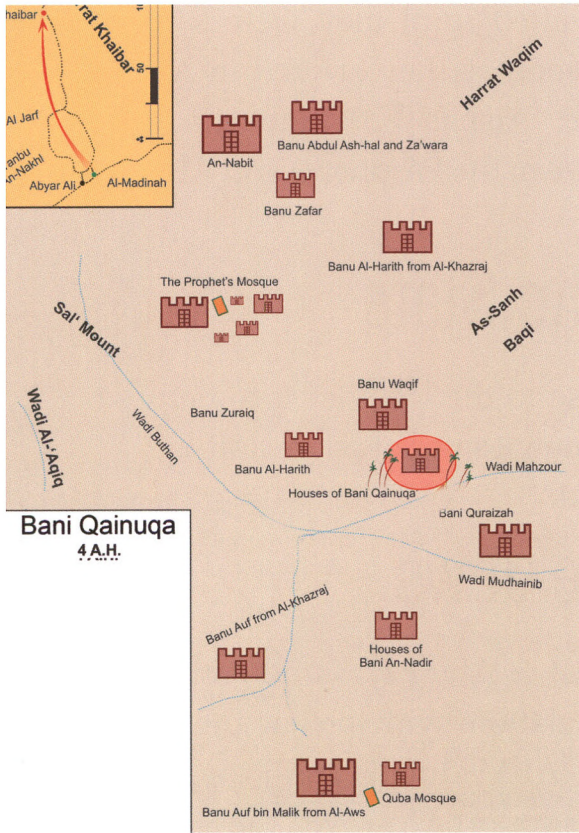 haibar
rrat Khaibar
50
Al Jarf
anbu
n-Nakhl
Abyar Ali
Al-Madinah
Harrat Waqim
An-Nabit
Banu Abdul Ash-hal and Za'wara
Banu Zafar
Banu Al-Harith from Al-Khazraj
The Prophet's Mosque
Sal' Mount
As-Sanh
Baqi
Wadi Al-'Aqiq
Wadi Buthan
Banu Zuraiq
Banu Waqif
Banu Al-Harith
Wadi Mahzour
Houses of Bani Qainuqa
Bani Quraizah
Bani Qainuqa
4 A.H.
Wadi Mudhainib
Banu Auf from Al-Khazraj
Houses of
Bani An-Nadir
Quba Mosque
Banu Auf bin Malik from Al-Aws